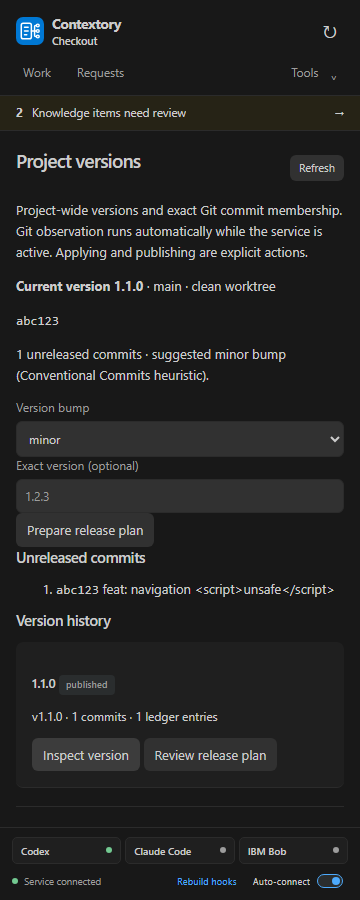 Contextory
Checkout
Work Requests Tools
2 Knowledge items need review →
Project versions
Refresh
Project-wide versions and exact Git commit membership.
Git observation runs automatically while the service is
active. Applying and publishing are explicit actions.
Current version 1.1.0 · main · clean worktree
abc123
1 unreleased commits · suggested minor bump
(Conventional Commits heuristic).
Version bump
minor
Exact version (optional)
1.2.3
Prepare release plan
Unreleased commits
1. abc123 feat: navigation <script>unsafe</script>
Version history
1.1.0 published
v1.1.0 · 1 commits · 1 ledger entries
Inspect version Review release plan
Codex Claude Code IBM Bob
Service connected Rebuild hooks Auto-connect